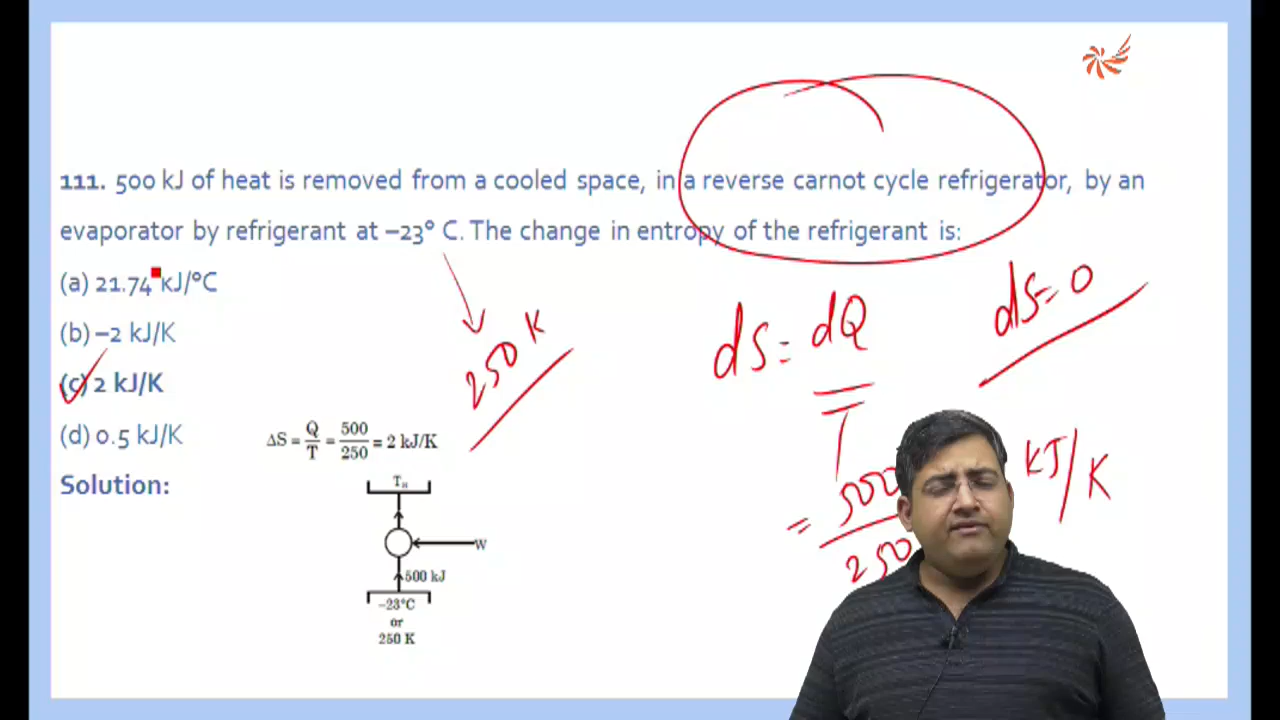 111. 500 kJ of heat is removed from a cooled space, in a reverse carnot cycle refrigerator, by an
evaporator by refrigerant at –23° C. The change in entropy of the refrigerant is:
(a) 21.74 kJ/°C
(b) –2 kJ/K
(c) 2 kJ/K
(d) 0.5 kJ/K
Solution:
ΔS = Q/T = 500/250 = 2 kJ/K
T
W
500 kJ
–23°C
or
250 K
250 K
dS = dQ/T
dS = 0
= 500/250
kJ/K